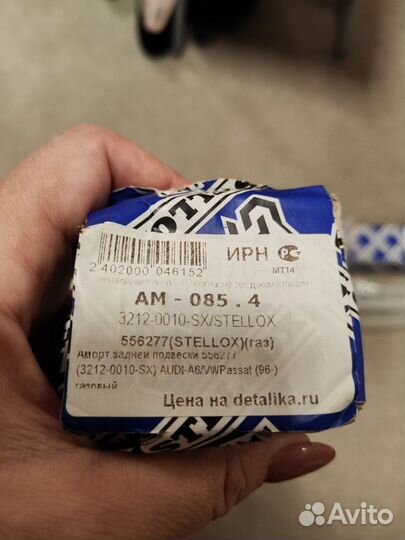 ИРН
МТ14
2 402000 046152
AM - 085 . 4
3212-0010-SX/STELLOX
556277(STELLOX)(газ)
Аморт задней подвески 556277
(3212-0010-SX) AUDI-A6/VWPassat (96-)
газовый
Цена на detalika.ru
Avito